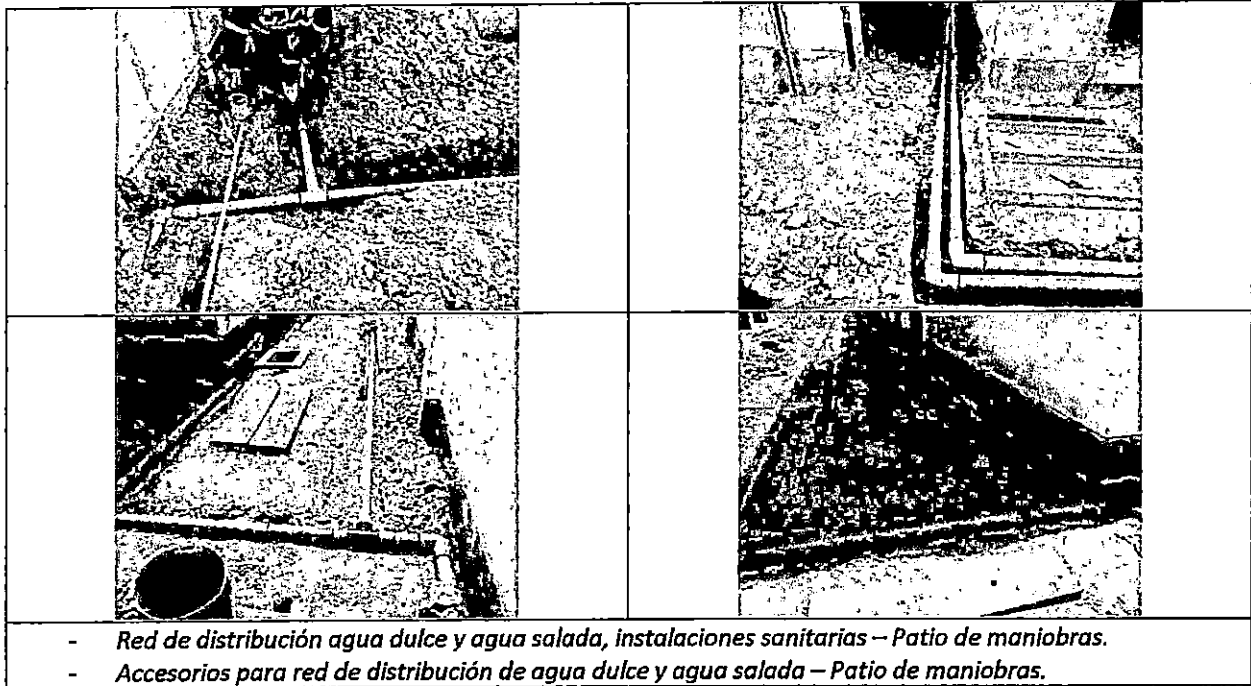 - Red de distribución agua dulce y agua salada, instalaciones sanitarias – Patio de maniobras.
- Accesorios para red de distribución de agua dulce y agua salada – Patio de maniobras.